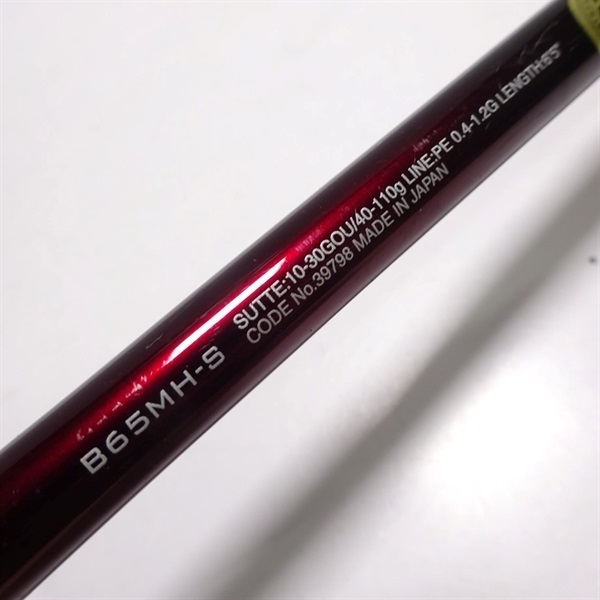 B65MH-S
SUTTE:10-30GOU/40-110g LINE:PE 0.4-1.2G LENGTH:6'5"
CODE No.39798 MADE IN JAPAN